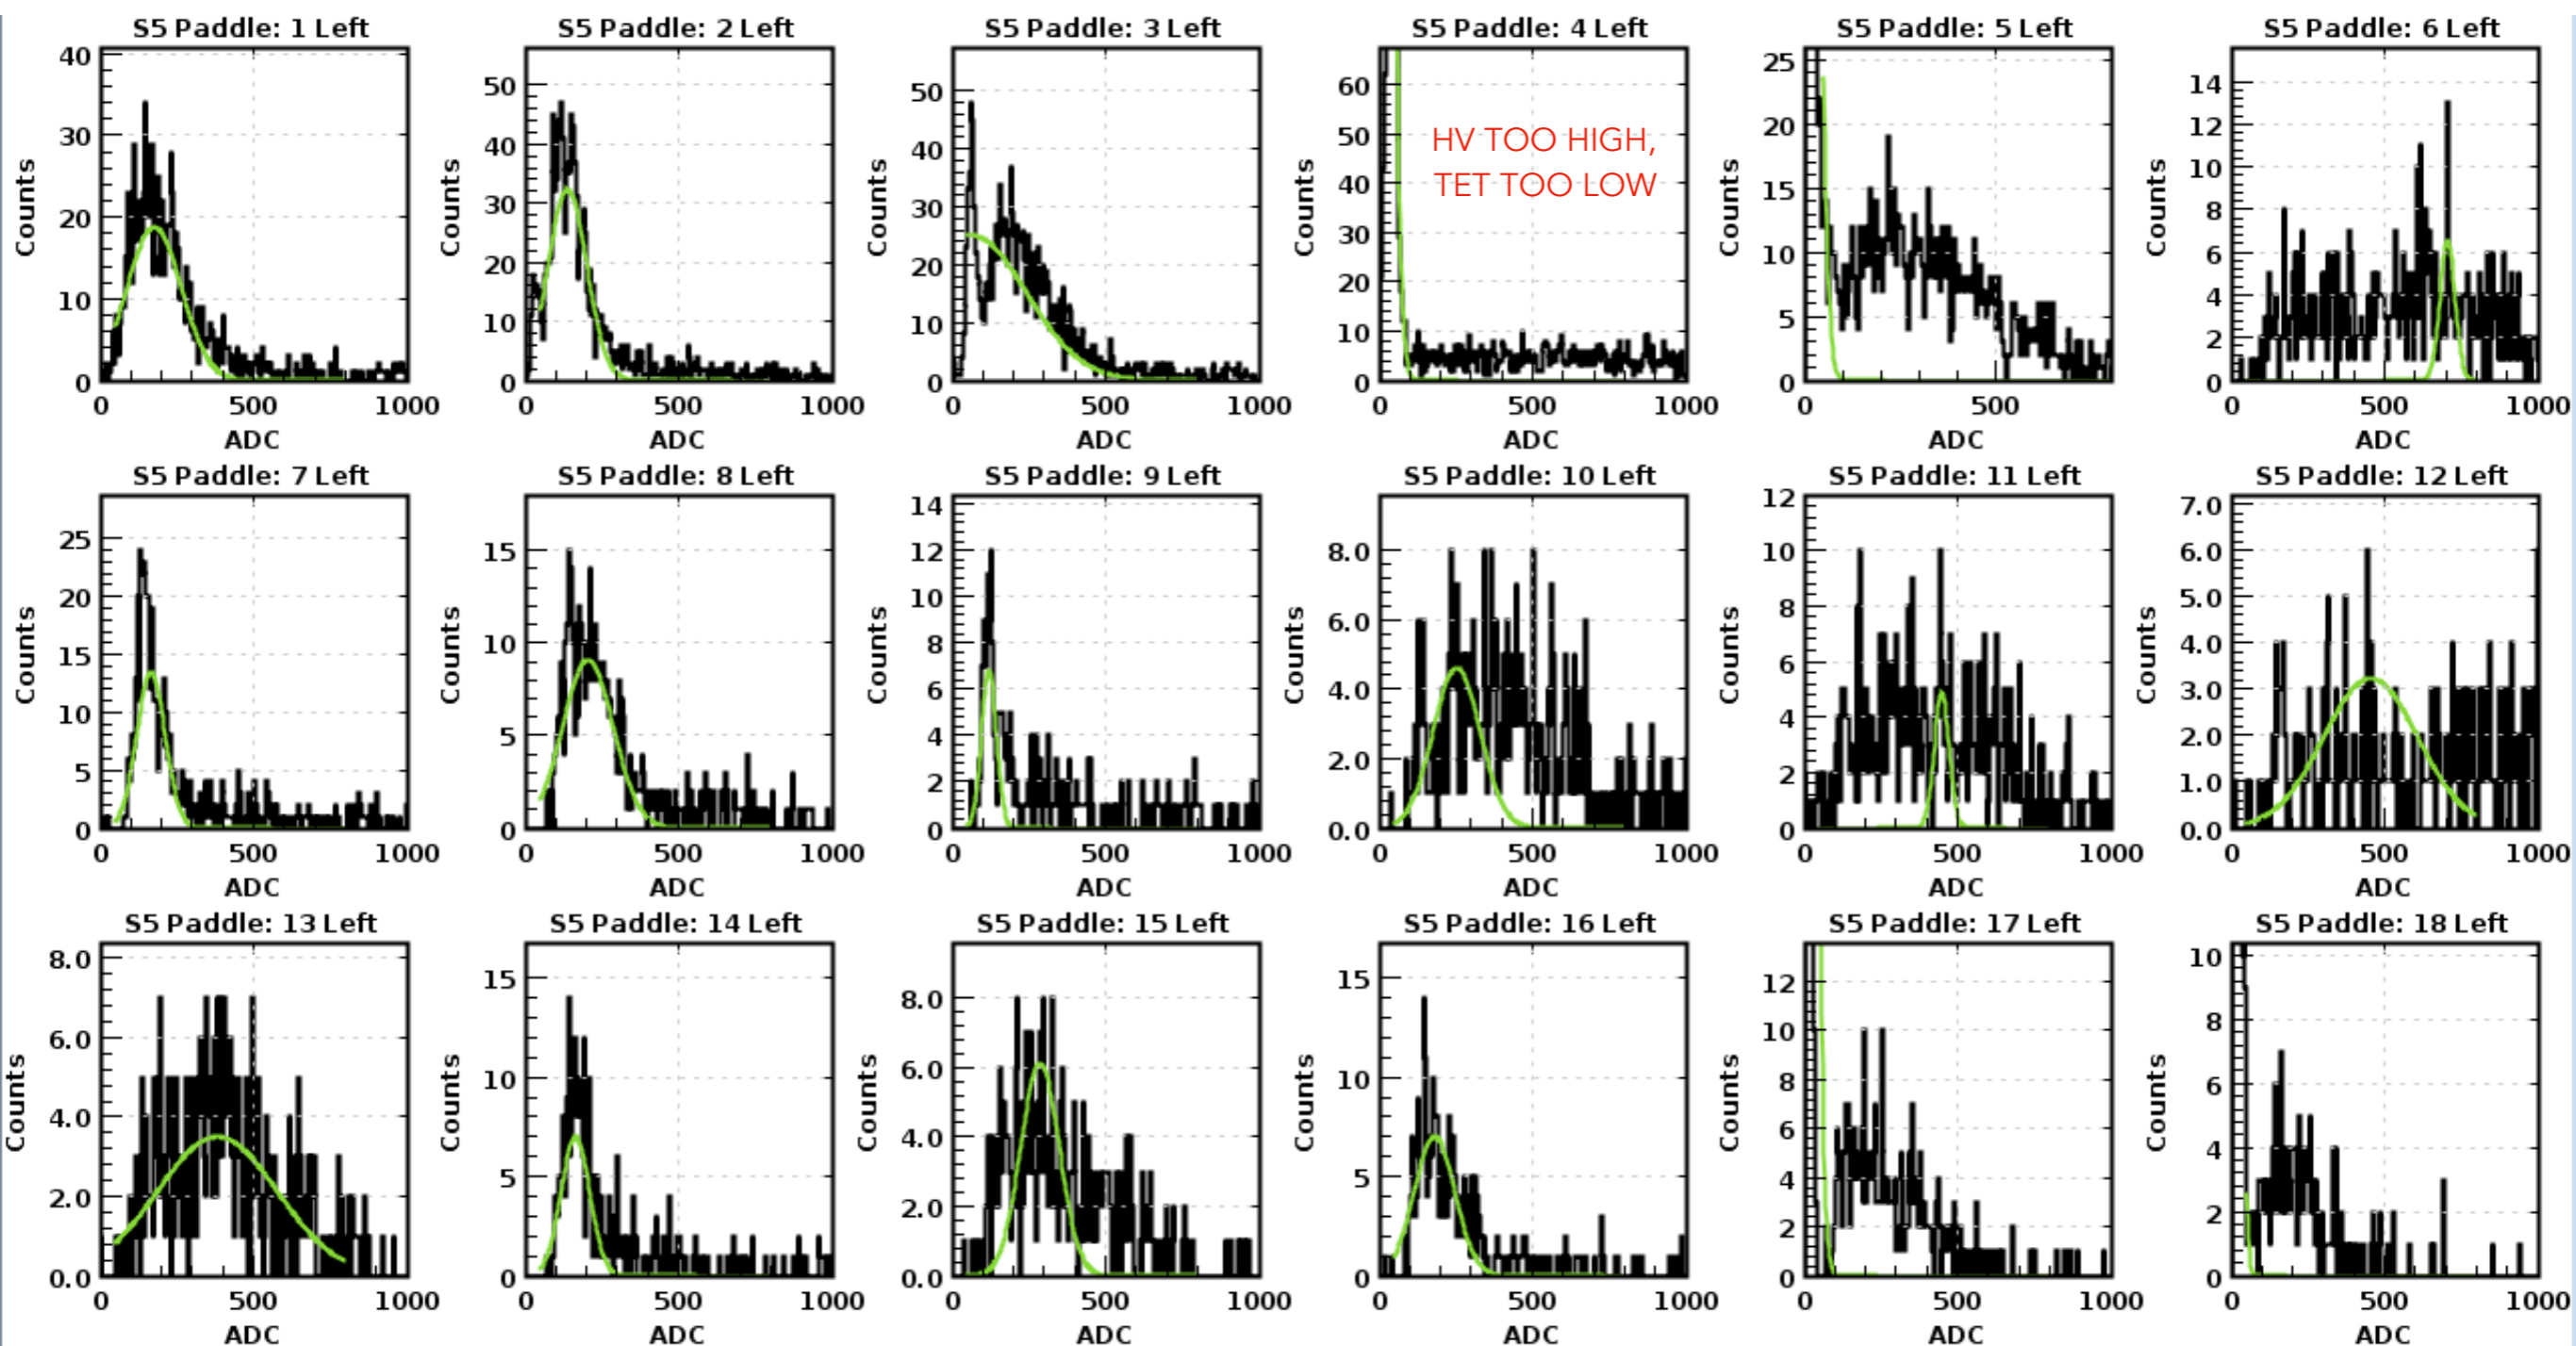 S5 Paddle: 1 Left
S5 Paddle: 2 Left
S5 Paddle: 3 Left
S5 Paddle: 4 Left
S5 Paddle: 5 Left
S5 Paddle: 6 Left
Counts
40
30
20
10
0
0 500 1000
ADC
Counts
50
40
30
20
10
0
0 500 1000
ADC
Counts
50
40
30
20
10
0
0 500 1000
ADC
Counts
60
50
40
30
20
10
0
HV TOO HIGH,
TET TOO LOW
0 500 1000
ADC
Counts
25
20
15
10
5
0
0 500
ADC
Counts
14
12
10
8
6
4
2
0
0 500 1000
ADC
S5 Paddle: 7 Left
S5 Paddle: 8 Left
S5 Paddle: 9 Left
S5 Paddle: 10 Left
S5 Paddle: 11 Left
S5 Paddle: 12 Left
Counts
25
20
15
10
5
0
0 500 1000
ADC
Counts
15
10
5
0
0 500 1000
ADC
Counts
14
12
10
8
6
4
2
0
0 500 1000
ADC
Counts
8.0
6.0
4.0
2.0
0.0
0 500 1000
ADC
Counts
12
10
8
6
4
2
0
0 500 1000
ADC
Counts
7.0
6.0
5.0
4.0
3.0
2.0
1.0
0.0
0 500 1000
ADC
S5 Paddle: 13 Left
S5 Paddle: 14 Left
S5 Paddle: 15 Left
S5 Paddle: 16 Left
S5 Paddle: 17 Left
S5 Paddle: 18 Left
Counts
8.0
6.0
4.0
2.0
0.0
0 500 1000
ADC
Counts
15
10
5
0
0 500 1000
ADC
Counts
8.0
6.0
4.0
2.0
0.0
0 500 1000
ADC
Counts
15
10
5
0
0 500 1000
ADC
Counts
12
10
8
6
4
2
0
0 500 1000
ADC
Counts
10
8
6
4
2
0
0 500 1000
ADC